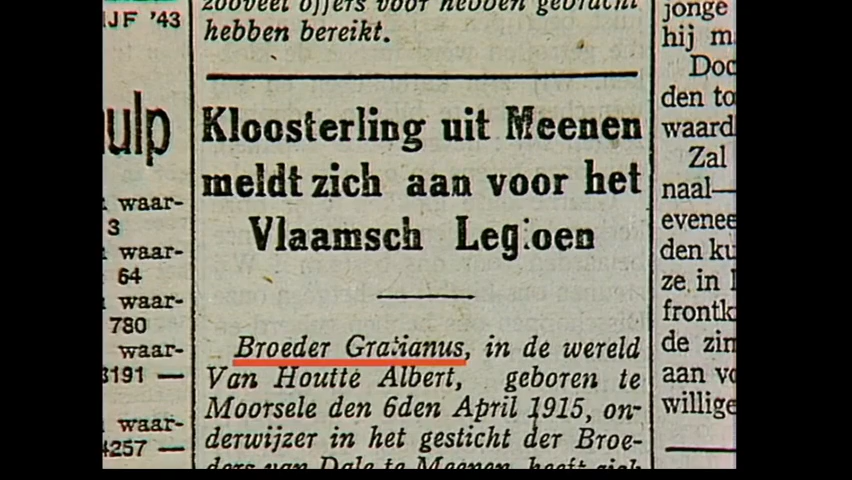 IJF '43
ulp
waar-
3
waar-
64
waar-
780
waar-
3191 —
waar-
4257 —
zooveel offers voor hebben gebracht
hebben bereikt.
Kloosterling uit Meenen
meldt zich aan voor het
Vlaamsch Legioen
Broeder Gratianus, in de wereld
Van Houtte Albert, geboren te
Moorsele den 6den April 1915, on-
derwijzer in het gesticht der Broe-
ders van Dale te Meenen, heeft zich
jonge
hij m
Doc
den to
waard
Zal
naal—
evenee
den ku
ze in
frontk
de zin
aan vo
willige